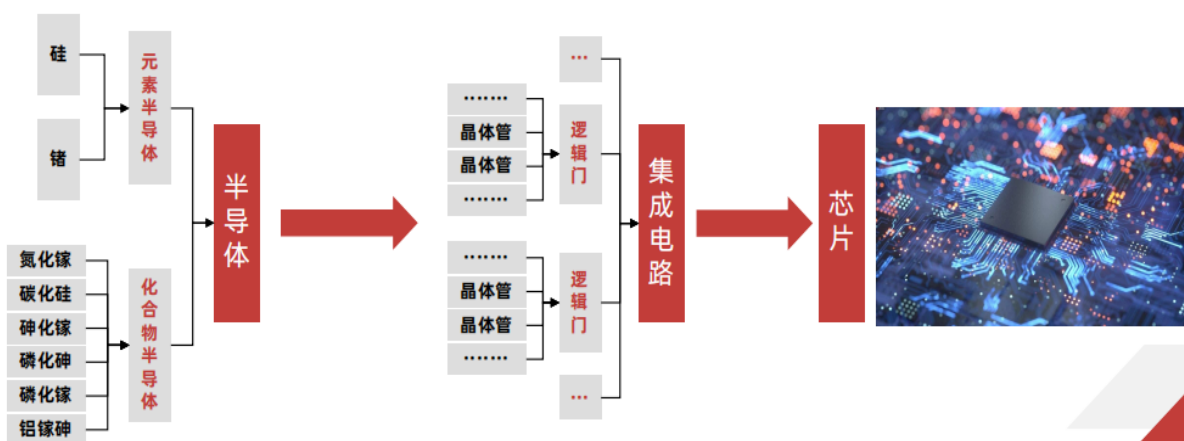 硅
锗
元素半导体
氮化镓
碳化硅
砷化镓
磷化砷
磷化镓
铝镓砷
化合物半导体
半导体
…
·······
晶体管
晶体管
·······
逻辑门
·······
晶体管
晶体管
·······
逻辑门
…
集成电路
芯片